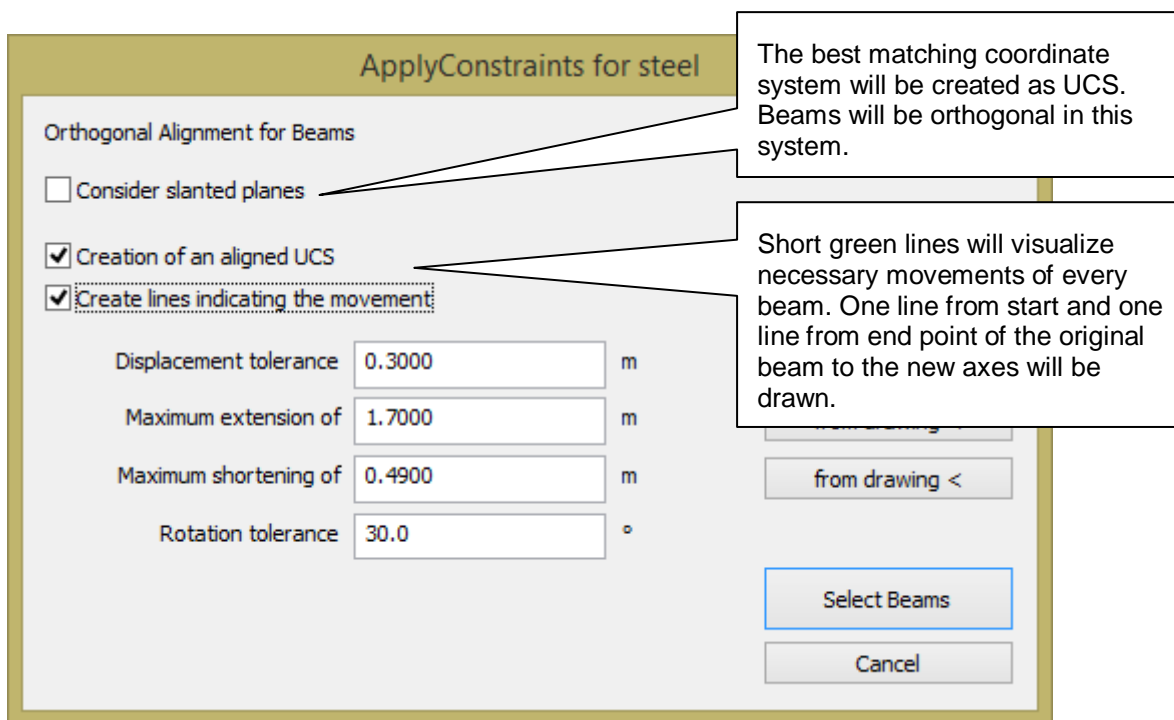 ApplyConstraints for steel
The best matching coordinate
system will be created as UCS.
Beams will be orthogonal in this
system.
Orthogonal Alignment for Beams
Consider slanted planes
Short green lines will visualize
necessary movements of every
beam. One line from start and one
line from end point of the original
beam to the new axes will be
drawn.
Creation of an aligned UCS
Create lines indicating the movement
Displacement tolerance 0.3000 m
Maximum extension of 1.7000 m
Maximum shortening of 0.4900 m from drawing <
Rotation tolerance 30.0 °
Select Beams
Cancel